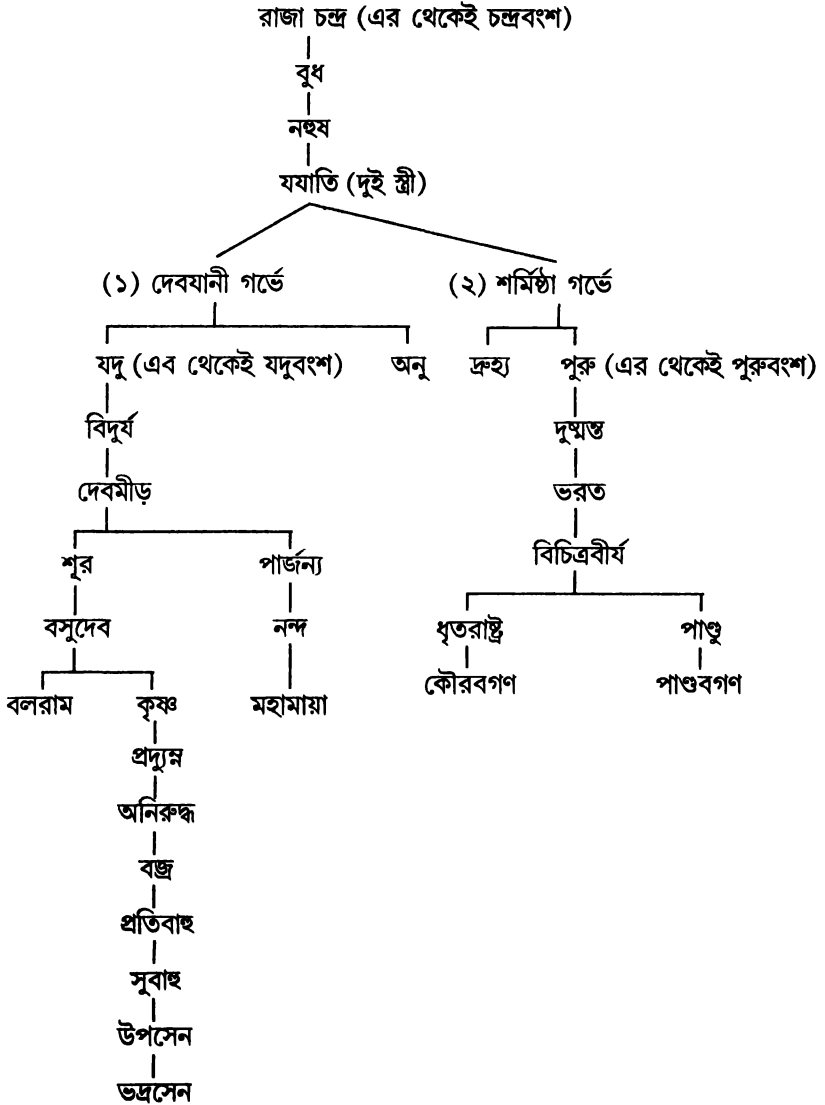 রাজা চন্দ্র (এর থেকেই চন্দ্রবংশ)
বুধ
নহুষ
যযাতি (দুই স্ত্রী)
(১) দেবযানী গর্ভে (২) শর্মিষ্ঠা গর্ভে
যদু (এব থেকেই যদুবংশ) অনু দ্রুহ্য পুরু (এর থেকেই পুরুবংশ)
বিদুর্য দুষ্মন্ত
দেবমীড় ভরত
শূর পার্জন্য বিচিত্রবীর্য
বসুদেব নন্দ ধৃতরাষ্ট্র পাণ্ডু
বলরাম কৃষ্ণ মহামায়া কৌরবগণ পাণ্ডবগণ
প্রদ্যুম্ন
অনিরুদ্ধ
বজ্র
প্রতিবাহু
সুবাহু
উপসেন
ভদ্রসেন